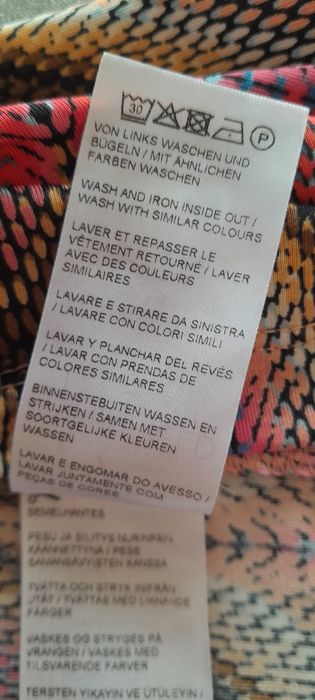 30 P
VON LINKS WASCHEN UND
BÜGELN / MIT ÄHNLICHEN
FARBEN WASCHEN
WASH AND IRON INSIDE OUT /
WASH WITH SIMILAR COLOURS
LAVER ET REPASSER LE
VÊTEMENT RETOURNE / LAVER
AVEC DES COULEURS
SIMILAIRES
LAVARE E STIRARE DA SINISTRA
/ LAVARE CON COLORI SIMILI
LAVAR Y PLANCHAR DEL REVÉS
/ LAVAR CON PRENDAS DE
COLORES SIMILARES
BINNENSTEBUITEN WASSEN EN
STRIJKEN / SAMEN MET
SOORTGELIJKE KLEUREN
WASSEN
LAVAR E ENGOMAR DO AVESSO /
LAVAR JUNTAMENTE COM
PEÇAS DE CORES
SEMELHANTES
PESU JA SILITYS NURINPÄIN
KÄÄNNETTYNÄ / PESE
SAMANSÄVYISTEN KANSSA
TVÄTTA OCH STRYK INIFRÅN
UTÅT / TVÄTTAS MED LIKNANDE
FÄRGER
VASKES OG STRYGES PÅ
VRANGEN / VASKES MED
TILSVARENDE FARVER
TERSTEN YIKAYIN VE ÜTÜLEYIN /